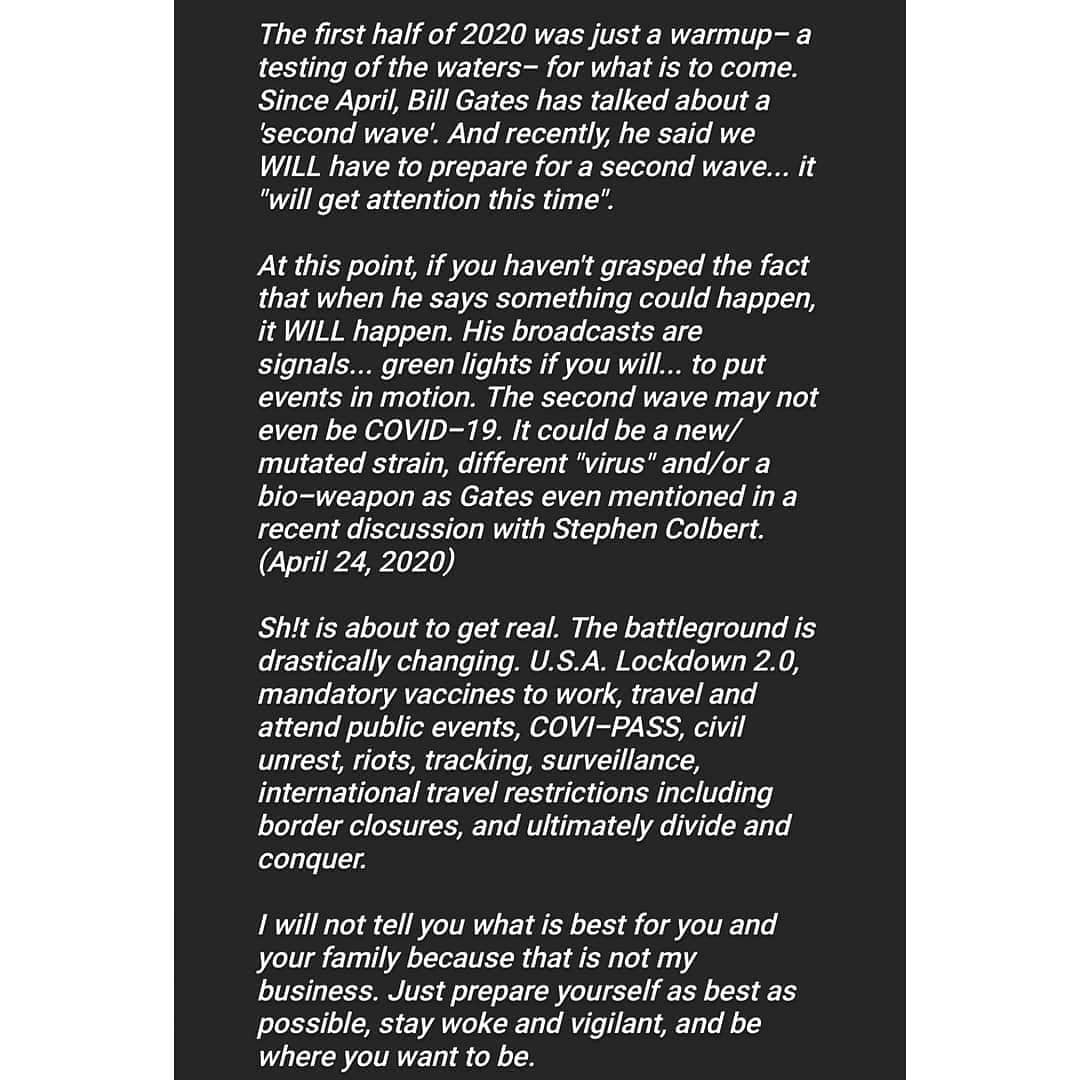 The first half of 2020 was just a warmup– a
testing of the waters– for what is to come.
Since April, Bill Gates has talked about a
'second wave'. And recently, he said we
WILL have to prepare for a second wave... it
"will get attention this time".
At this point, if you haven't grasped the fact
that when he says something could happen,
it WILL happen. His broadcasts are
signals... green lights if you will... to put
events in motion. The second wave may not
even be COVID–19. It could be a new/
mutated strain, different "virus" and/or a
bio–weapon as Gates even mentioned in a
recent discussion with Stephen Colbert.
(April 24, 2020)
Sh!t is about to get real. The battleground is
drastically changing. U.S.A. Lockdown 2.0,
mandatory vaccines to work, travel and
attend public events, COVI–PASS, civil
unrest, riots, tracking, surveillance,
international travel restrictions including
border closures, and ultimately divide and
conquer.
I will not tell you what is best for you and
your family because that is not my
business. Just prepare yourself as best as
possible, stay woke and vigilant, and be
where you want to be.